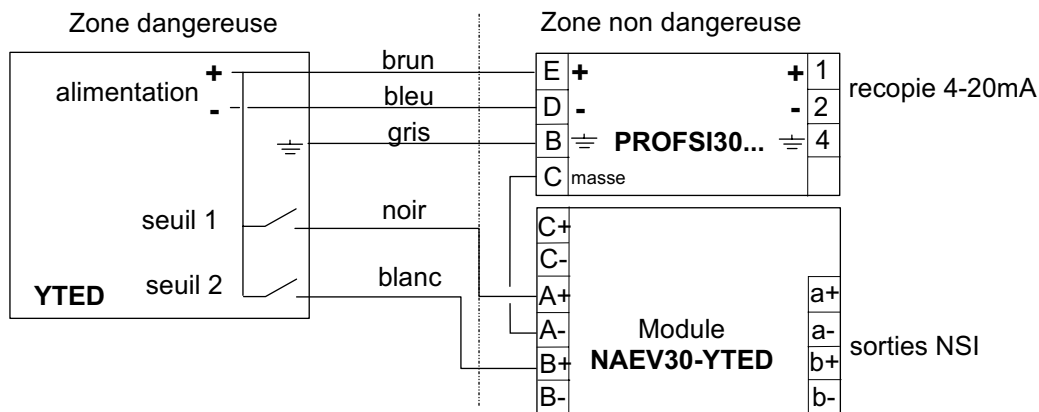 Zone dangereuse
Zone non dangereuse
alimentation
+
-
brun
bleu
gris
E + + 1
D - - 2
B PROFSI30... 4
C masse
recopie 4-20mA
seuil 1
seuil 2
YTED
noir
blanc
C+
C-
A+
A-
B+
B-
Module
NAEV30-YTED
a+
a-
b+
b-
sorties NSI